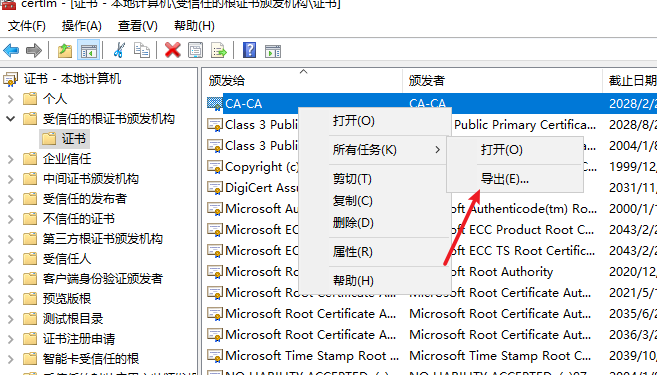 certlm - [证书 - 本地计算机\受信任的根证书颁发机构\证书]
文件(F) 操作(A) 查看(V) 帮助(H)
证书 - 本地计算机
个人
受信任的根证书颁发机构
证书
企业信任
中间证书颁发机构
受信任的发布者
不信任的证书
第三方根证书颁发机构
受信任人
客户端身份验证颁发者
预览版根
测试根目录
证书注册申请
智能卡受信任的根
颁发给 颁发者 截止日期
CA-CA CA-CA 2028/2/
Class 3 Public Public Primary Certifica... 2028/8/
Class 3 Publi 2004/1/8
Copyright (c) 1999/12,
DigiCert Assu 2031/11,
Microsoft Au Authenticode(tm) Ro... 2000/1/1
Microsoft EC ECC Product Root C... 2043/2/2
Microsoft EC ECC TS Root Certif... 2043/2/2
Microsoft Ro Root Authority 2020/12,
Microsoft Root Certificate Aut...
2021/5/1
Microsoft Root Certificate A... Microsoft Root Certificate Aut... 2035/6/2
Microsoft Root Certificate A... Microsoft Root Certificate Aut... 2036/3/2
Microsoft Time Stamp Root ... Microsoft Time Stamp Root Cert... 2039/10,
打开(O)
所有任务(K)
剪切(T)
复制(C)
删除(D)
属性(R)
帮助(H)
打开(O)
导出(E)...